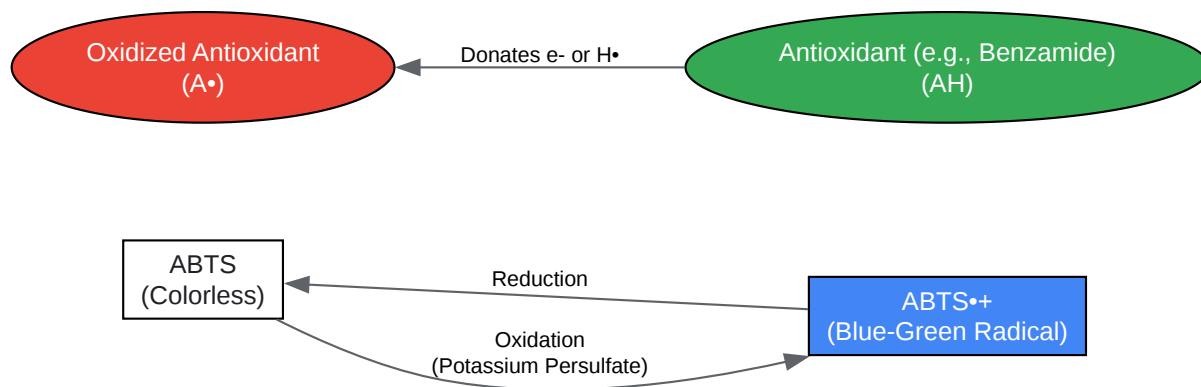 Oxidized Antioxidant
(A•)
Donates e- or H•
Antioxidant (e.g., Benzamide)
(AH)
ABTS
(Colorless)
Reduction
ABTS•+
(Blue-Green Radical)
Oxidation
(Potassium Persulfate)